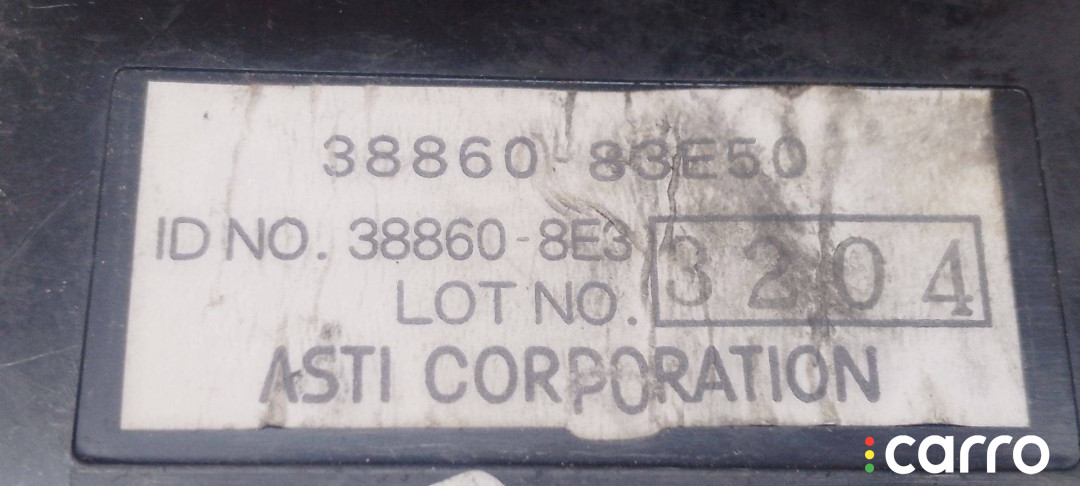 38860-83E50
ID NO. 38860-8E3
LOT NO. 3204
ASTI CORPORATION
carro